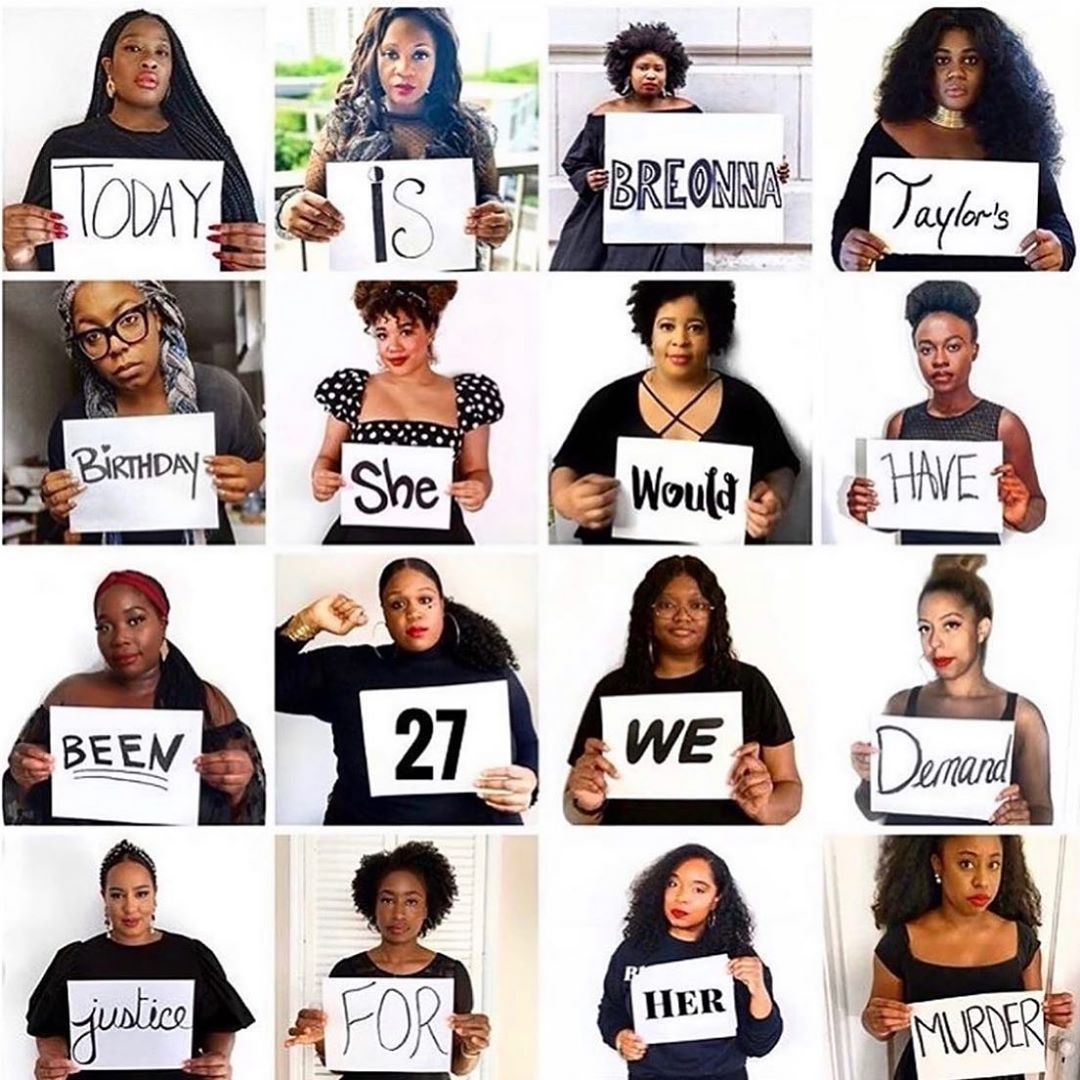 TODAY
iS
BREONNA
Taylor's
BiRTHDAY
She
Would
HAVE
BEEN
27
WE
Demand
justice
FOR
HER
MURDER